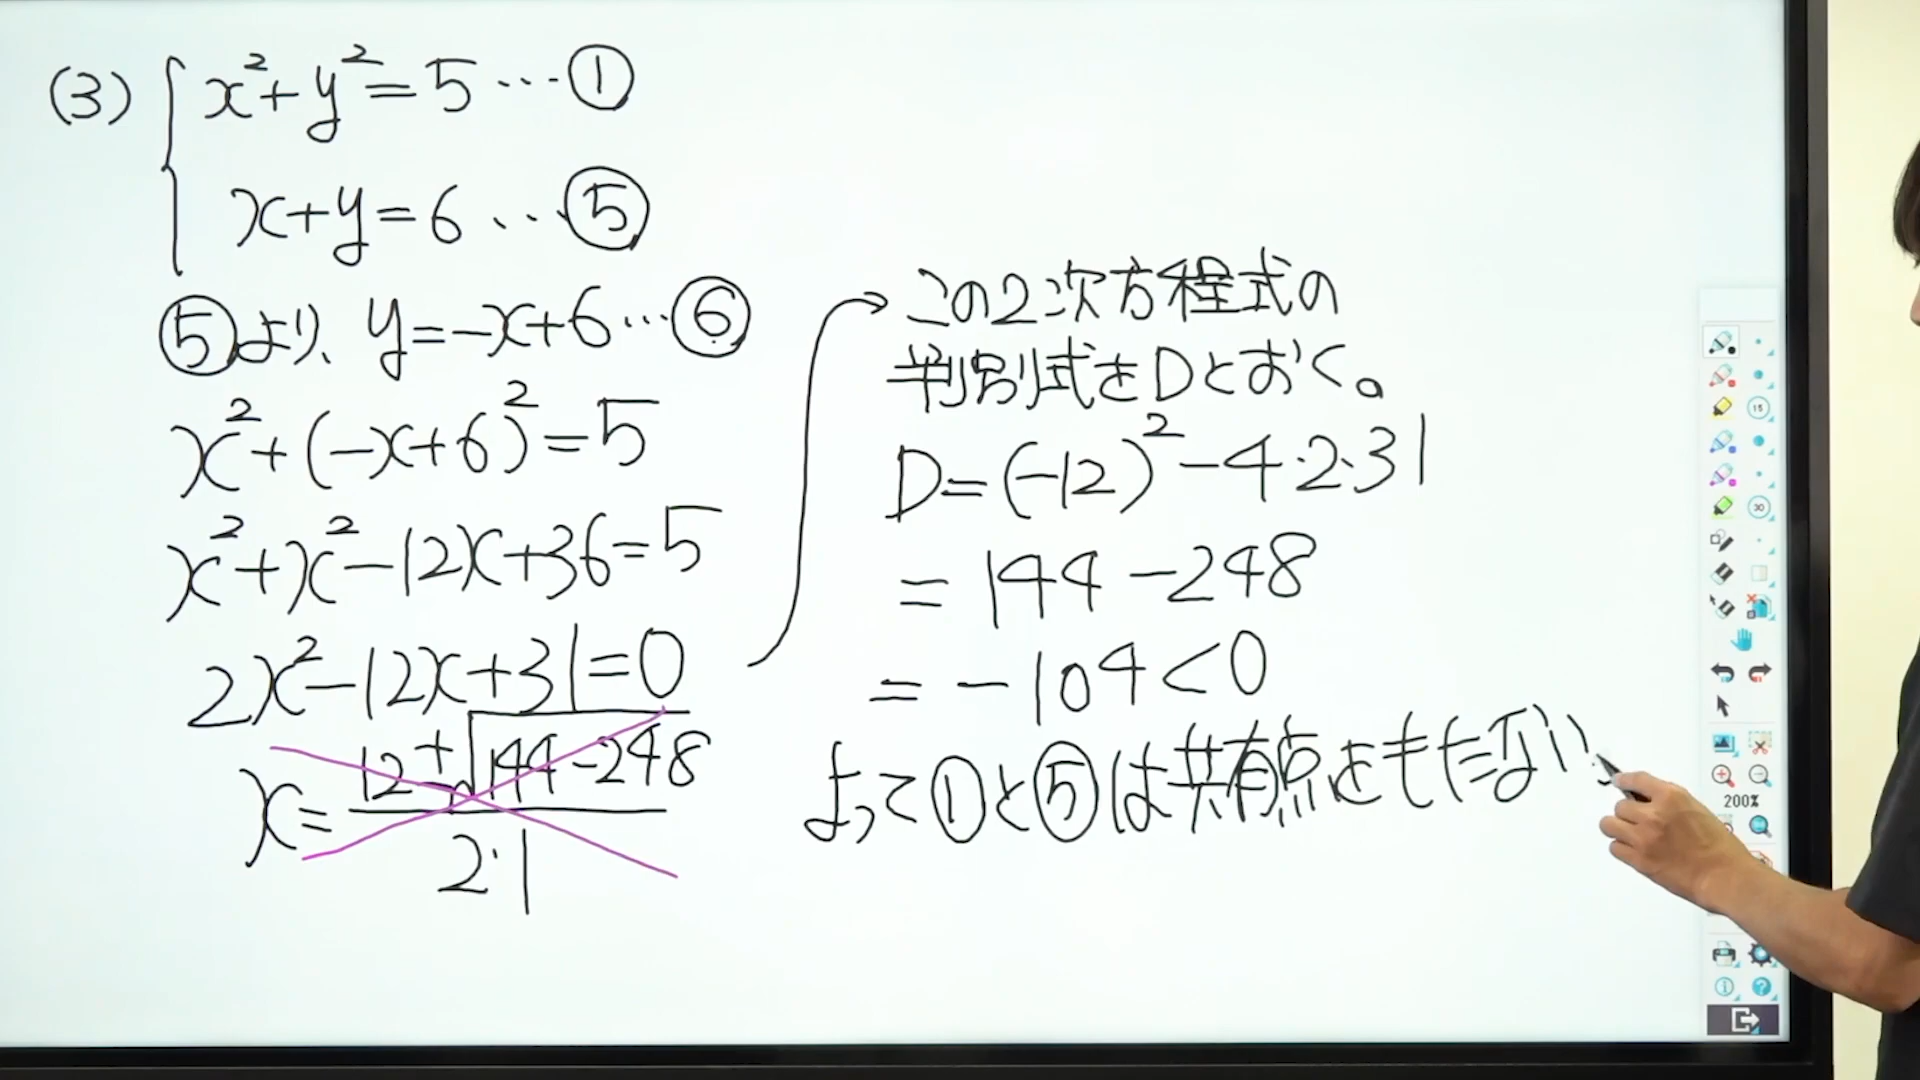 (3) x²+y²=5…①
x+y=6…⑤
⑤より、y=-x+6…⑥
x²+(-x+6)²=5
x²+x²-12x+36=5
2x²-12x+31=0
x=12±√144-248/2·1
この2次方程式の
判別式をDとおく。
D=(-12)²-4·2·31
=144-248
=-104<0
よって①と⑤は共有点をもたない
15
30
200%